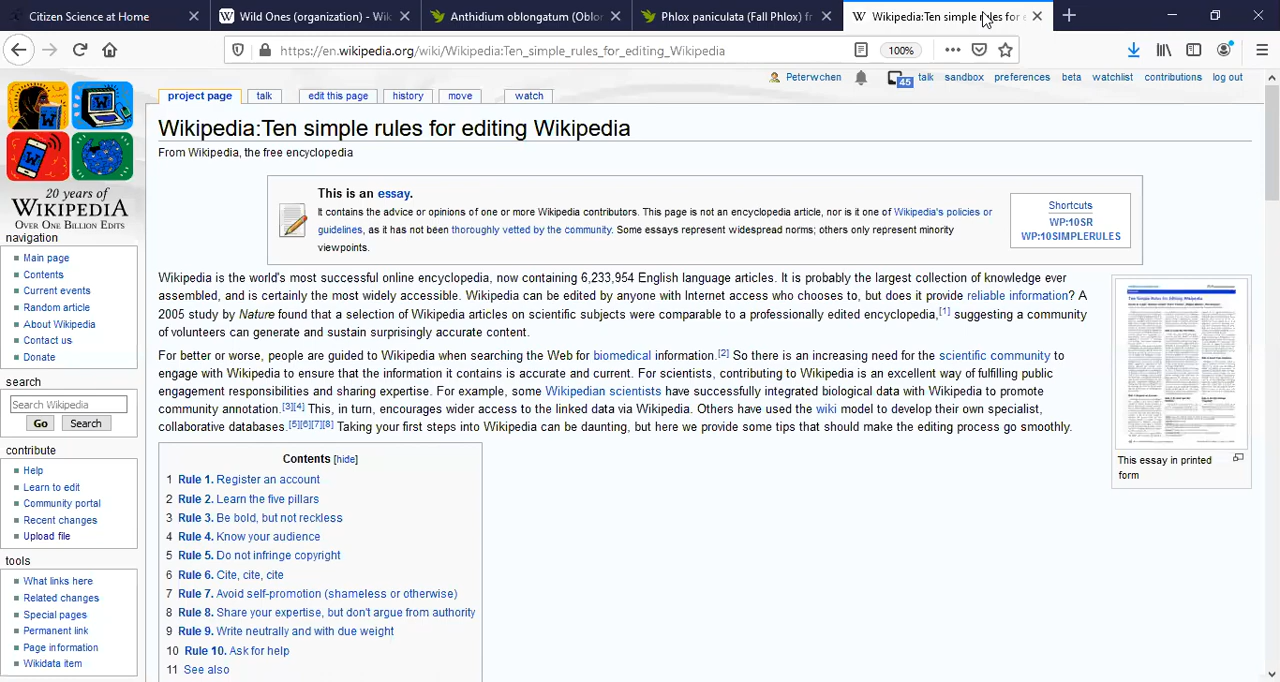 Citizen Science at Home
Wild Ones (organization) - Wik
Anthidium oblongatum (Oblor
Phlox paniculata (Fall Phlox) fr
Wikipedia:Ten simple rules for e
https://en.wikipedia.org/wiki/Wikipedia:Ten_simple_rules_for_editing_Wikipedia
100%
Peterwchen
45
talk
sandbox
preferences
beta
watchlist
contributions
log out
project page
talk
edit this page
history
move
watch
Wikipedia:Ten simple rules for editing Wikipedia
From Wikipedia, the free encyclopedia
This is an essay.
It contains the advice or opinions of one or more Wikipedia contributors. This page is not an encyclopedia article, nor is it one of Wikipedia's policies or
guidelines, as it has not been thoroughly vetted by the community. Some essays represent widespread norms; others only represent minority
viewpoints.
Shortcuts
WP:10SR
WP:10SIMPLERULES
20 years of
WIKIPEDIA
OVER ONE BILLION EDITS
navigation
Main page
Contents
Current events
Random article
About Wikipedia
Contact us
Donate
search
Search Wikipedia
Go
Search
contribute
Help
Learn to edit
Community portal
Recent changes
Upload file
tools
What links here
Related changes
Special pages
Permanent link
Page information
Wikidata item
Wikipedia is the world's most successful online encyclopedia, now containing 6,233,954 English language articles. It is probably the largest collection of knowledge ever
assembled, and is certainly the most widely accessible. Wikipedia can be edited by anyone with Internet access who chooses to, but does it provide reliable information? A
2005 study by Nature found that a selection of Wikipedia articles on scientific subjects were comparable to a professionally edited encyclopedia,[1] suggesting a community
of volunteers can generate and sustain surprisingly accurate content.
For better or worse, people are guided to Wikipedia when searching the Web for biomedical information.[2] So there is an increasing need for the scientific community to
engage with Wikipedia to ensure that the information it contains is accurate and current. For scientists, contributing to Wikipedia is an excellent way of fulfilling public
engagement responsibilities and sharing expertise. For example, some Wikipedian scientists have successfully integrated biological data with Wikipedia to promote
community annotation.[3][4] This, in turn, encourages wider access to the linked data via Wikipedia. Others have used the wiki model to develop their own specialist,
collaborative databases.[5][6][7][8] Taking your first steps into Wikipedia can be daunting, but here we provide some tips that should make the editing process go smoothly.
This essay in printed
form
Contents [hide]
1 Rule 1. Register an account
2 Rule 2. Learn the five pillars
3 Rule 3. Be bold, but not reckless
4 Rule 4. Know your audience
5 Rule 5. Do not infringe copyright
6 Rule 6. Cite, cite, cite
7 Rule 7. Avoid self-promotion (shameless or otherwise)
8 Rule 8. Share your expertise, but don't argue from authority
9 Rule 9. Write neutrally and with due weight
10 Rule 10. Ask for help
11 See also